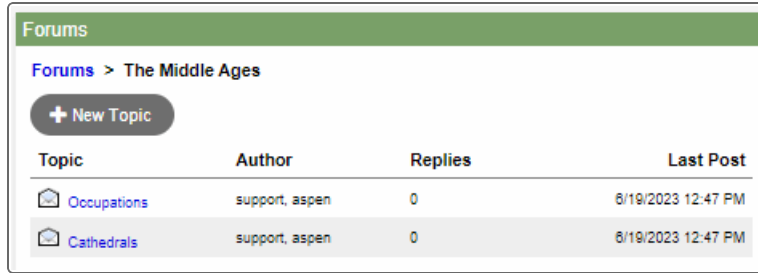 Forums
Forums > The Middle Ages
+ New Topic
Topic Author Replies Last Post
Occupations support, aspen 0 6/19/2023 12:47 PM
Cathedrals support, aspen 0 6/19/2023 12:47 PM